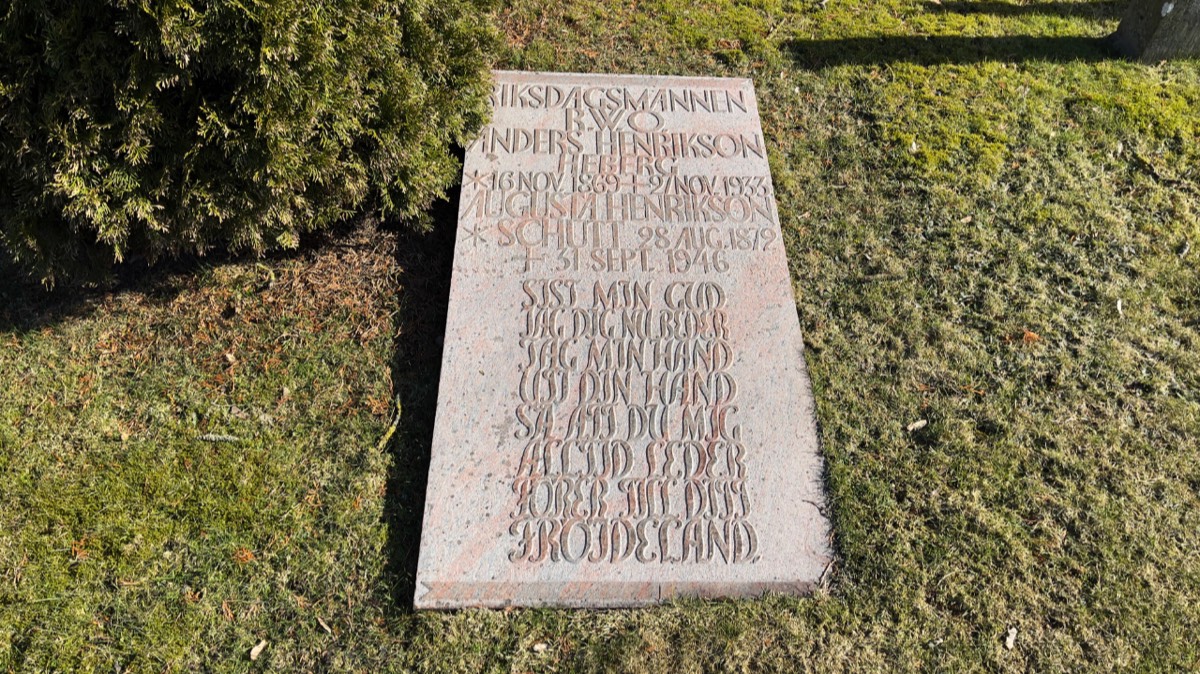 RIKSDAGSMANNEN
R.W.O
ANDERS HENRIKSON
HEBERG
*16 NOV. 1869 + 27 NOV. 1933
AUGUSTA HENRIKSON
* SCHUTT 28 AUG. 1872
+ 31 SEPT. 1946
SIST MIN GUD
JAG DIG NU BEDER
TAG MIN HAND
UTI DIN HAND
SÅ ATT DU MIG
ALLTID LEDER
FÖRER TILL DITT
FRÖJDELAND.